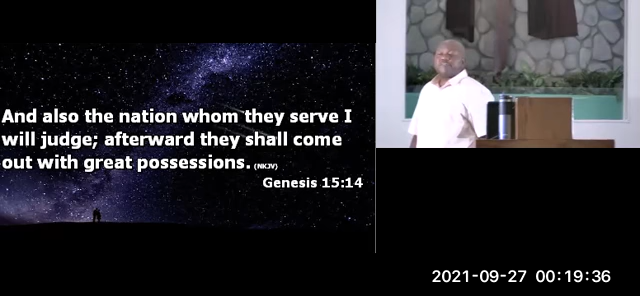 And also the nation whom they serve I
will judge; afterward they shall come
out with great possessions. (NKJV)
Genesis 15:14
2021-09-27 00:19:36